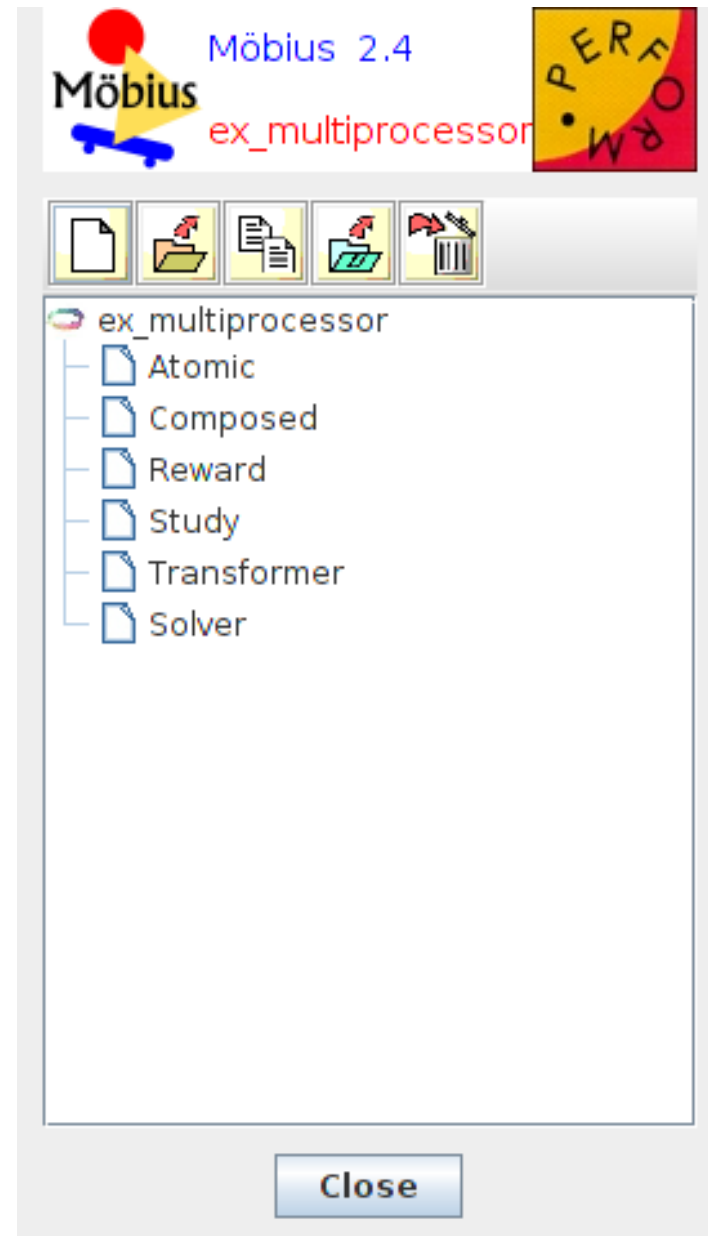 Möbius 2.4
Möbius
ex_multiprocessor
PERFORM
ex_multiprocessor
Atomic
Composed
Reward
Study
Transformer
Solver
Close